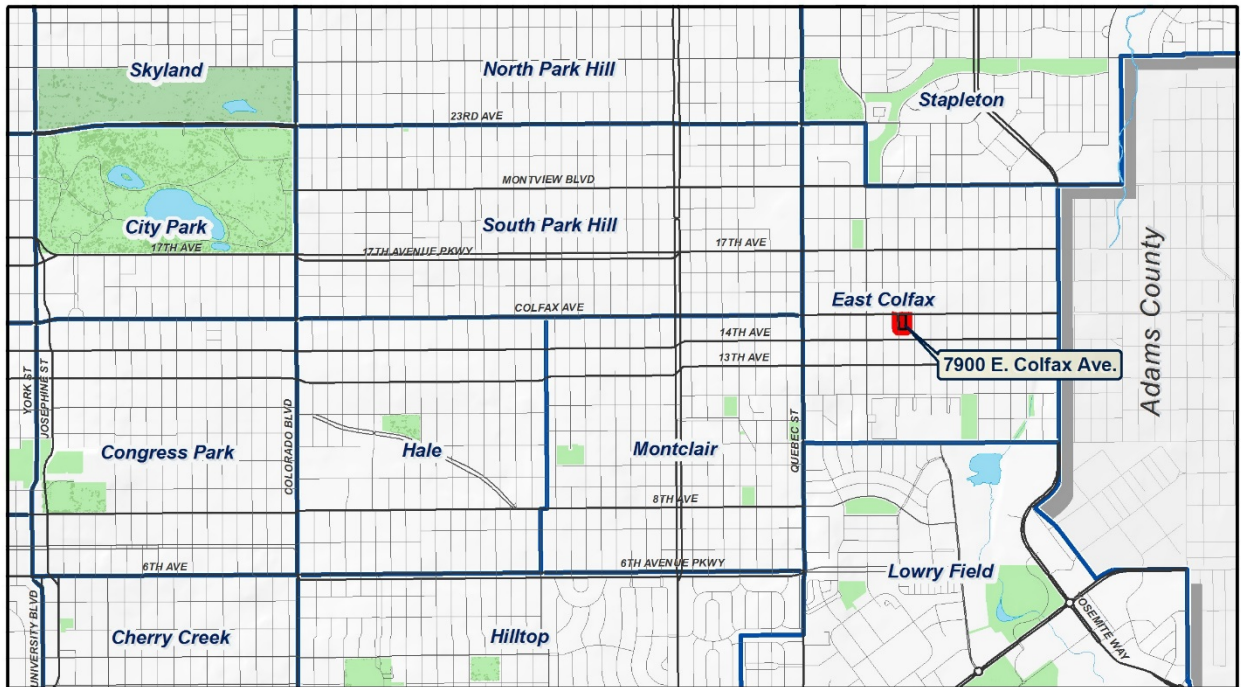 Skyland
North Park Hill
Stapleton
23RD AVE
MONTVIEW BLVD
City Park
South Park Hill
17TH AVE
17TH AVENUE PKWY
17TH AVE
East Colfax
COLFAX AVE
14TH AVE
13TH AVE
7900 E. Colfax Ave.
Adams County
YORK ST
JOSEPHINE ST
COLORADO BLVD
QUEBEC ST
Congress Park
Hale
Montclair
8TH AVE
6TH AVE
6TH AVENUE PKWY
Lowry Field
UNIVERSITY BLVD
Cherry Creek
Hilltop
YOSEMITE WAY